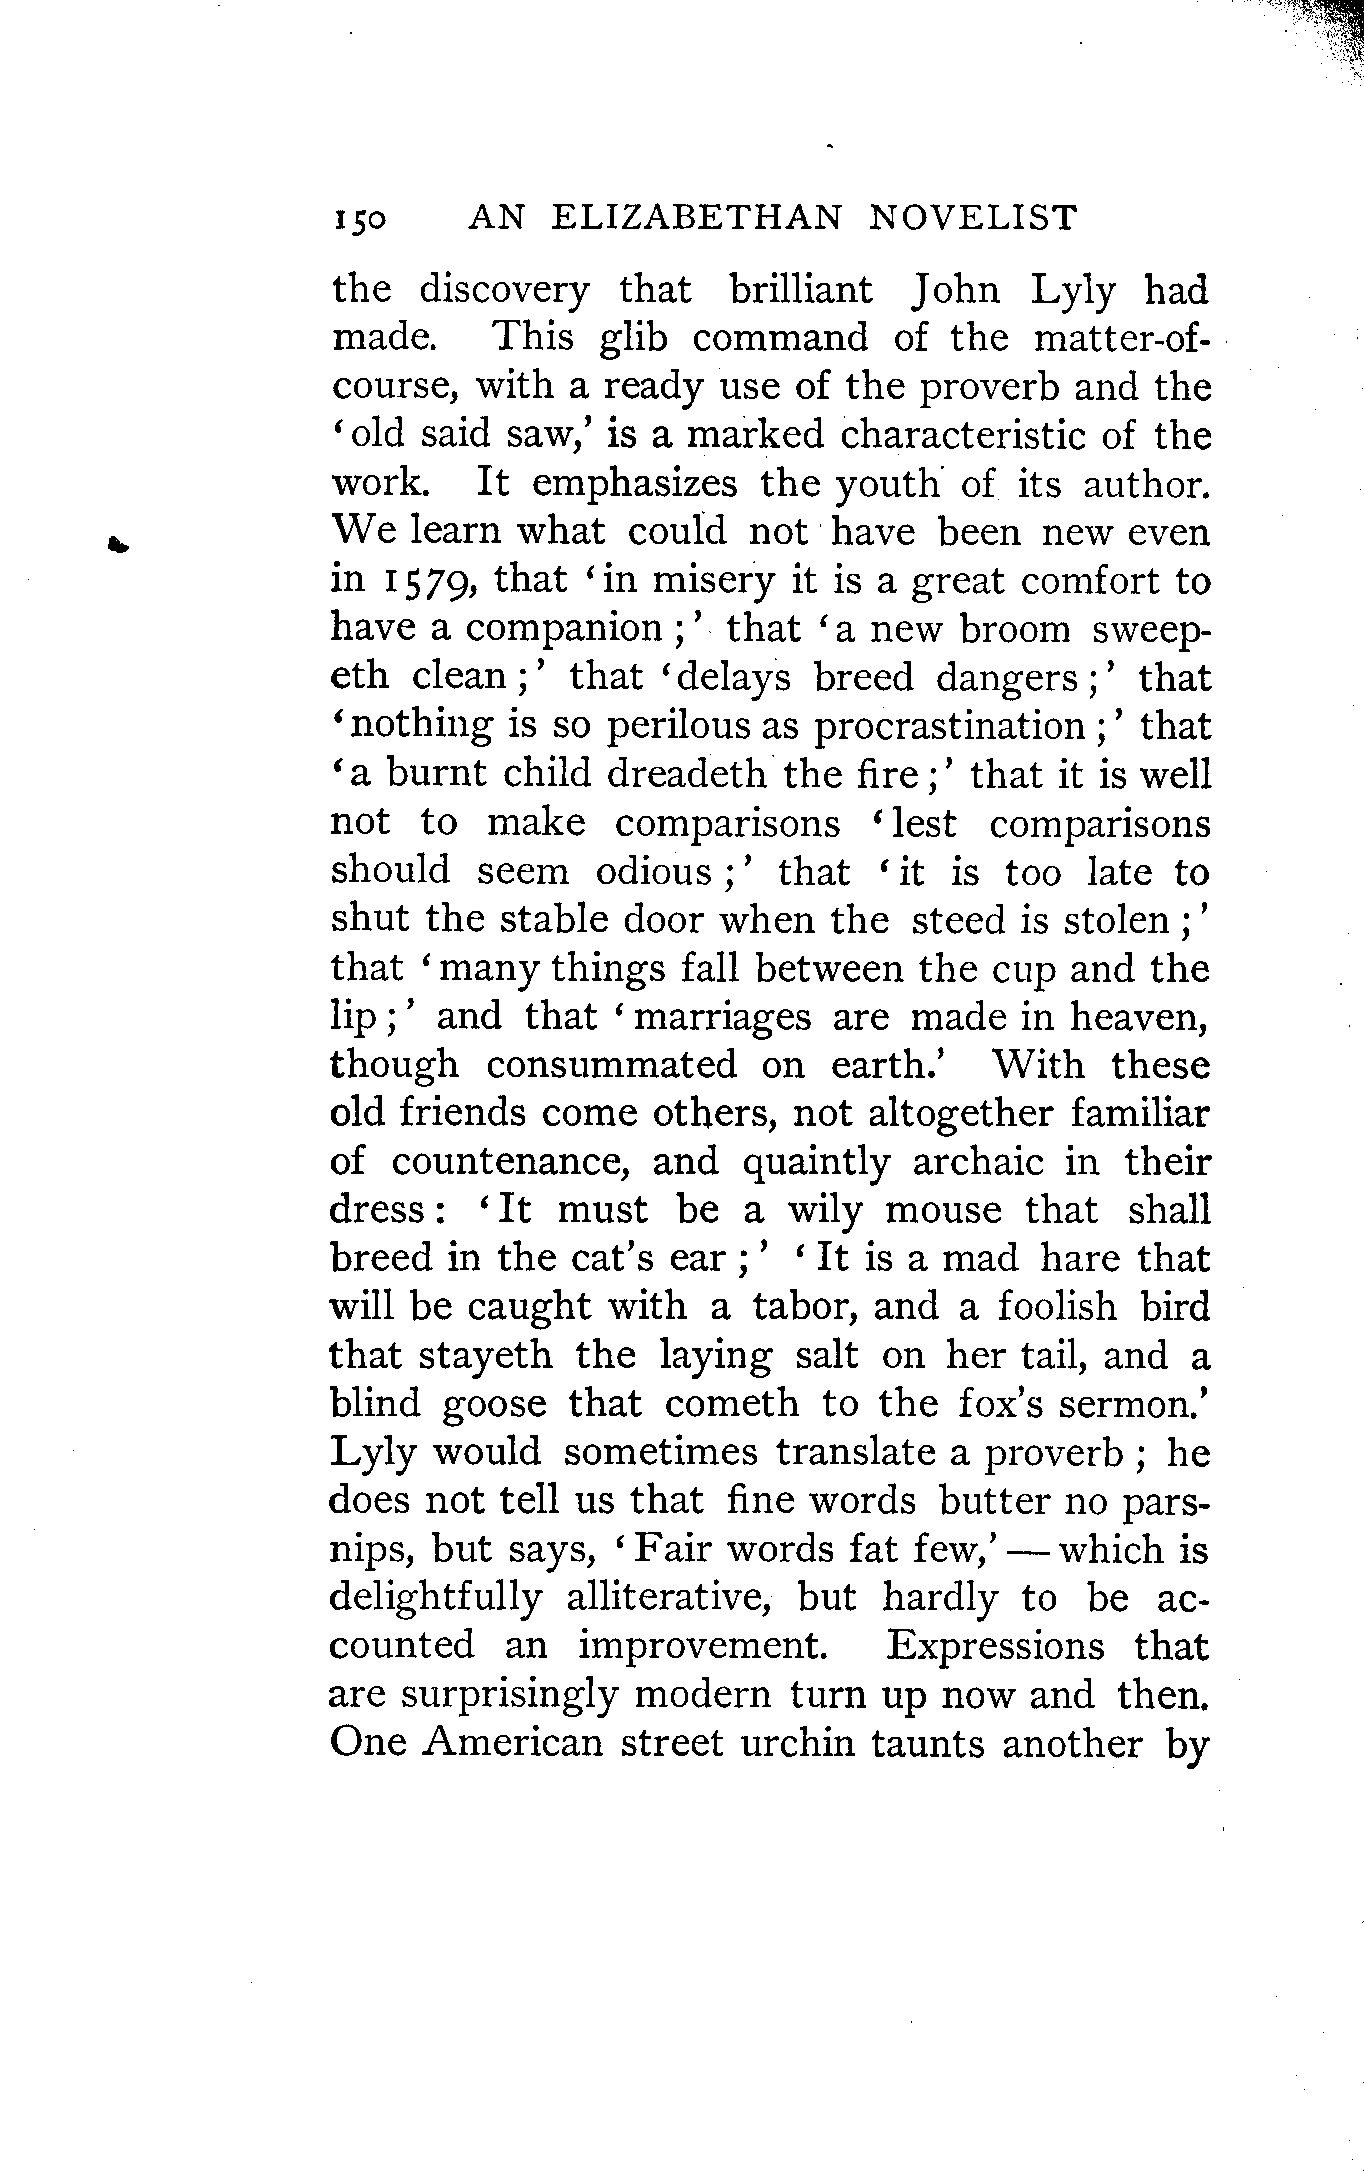 150 AN ELIZABETHAN NOVELIST
the discovery that brilliant John Lyly had
made. This glib command of the matter-of-
course, with a ready use of the proverb and the
‘old said saw,’ is a marked characteristic of the
work. It emphasizes the youth of its author.
We learn what could not have been new even
in 1579, that ‘in misery it is a great comfort to
have a companion;’ that ‘a new broom sweep-
eth clean;’ that ‘delays breed dangers;’ that
‘nothing is so perilous as procrastination;’ that
‘a burnt child dreadeth the fire;’ that it is well
not to make comparisons ‘lest comparisons
should seem odious;’ that ‘it is too late to
shut the stable door when the steed is stolen;’
that ‘many things fall between the cup and the
lip;’ and that ‘marriages are made in heaven,
though consummated on earth.’ With these
old friends come others, not altogether familiar
of countenance, and quaintly archaic in their
dress: ‘It must be a wily mouse that shall
breed in the cat’s ear;’ ‘It is a mad hare that
will be caught with a tabor, and a foolish bird
that stayeth the laying salt on her tail, and a
blind goose that cometh to the fox’s sermon.’
Lyly would sometimes translate a proverb; he
does not tell us that fine words butter no pars-
nips, but says, ‘Fair words fat few,’ — which is
delightfully alliterative, but hardly to be ac-
counted an improvement. Expressions that
are surprisingly modern turn up now and then.
One American street urchin taunts another by